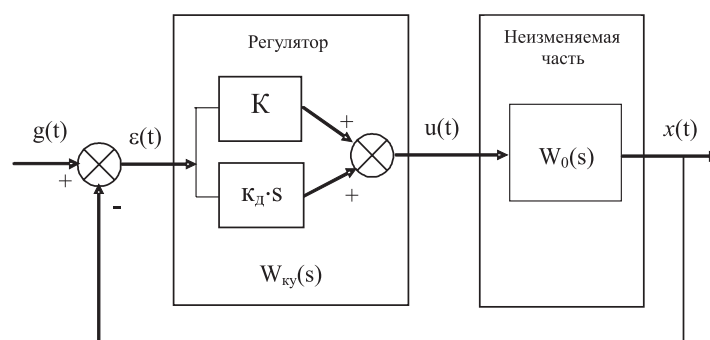 Регулятор
Неизменяемая
часть
g(t)
ε(t)
К
+
+
-
+
кд·s
u(t)
W₀(s)
x(t)
Wку(s)